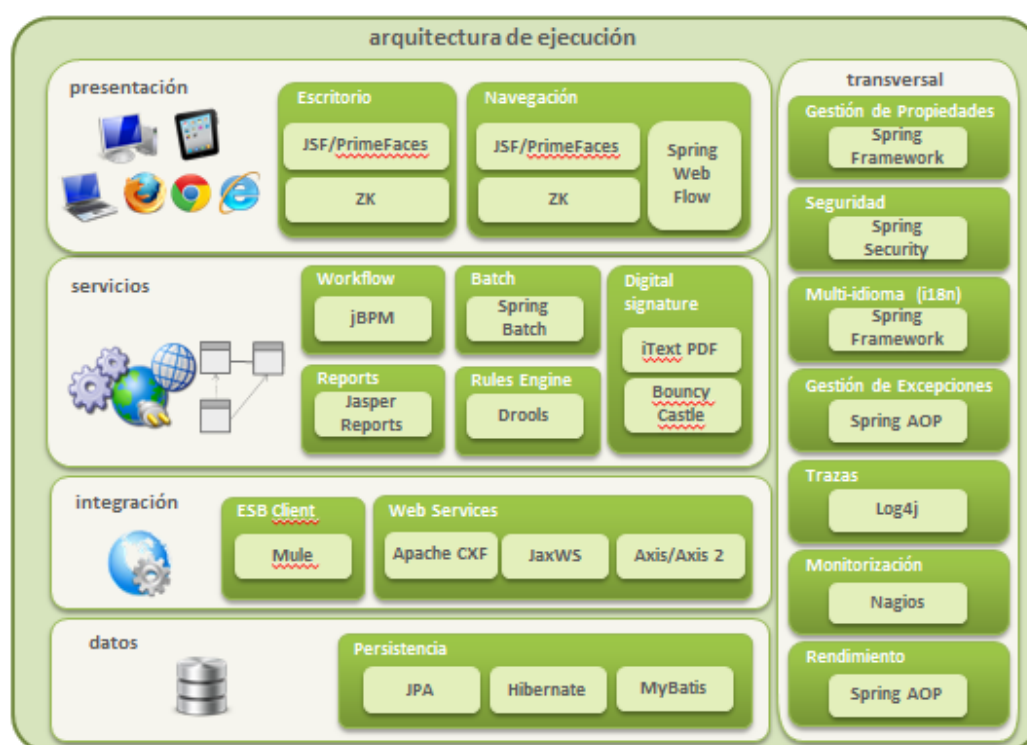 arquitectura de ejecución
presentación
Escritorio
JSF/PrimeFaces
ZK
Navegación
JSF/PrimeFaces
ZK
Spring
Web
Flow
servicios
Workflow
jBPM
Batch
Spring
Batch
Digital
signature
iText PDF
Bouncy
Castle
Reports
Jasper
Reports
Rules Engine
Drools
integración
ESB Client
Mule
Web Services
Apache CXF
JaxWS
Axis/Axis 2
datos
Persistencia
JPA
Hibernate
MyBatis
transversal
Gestión de Propiedades
Spring
Framework
Seguridad
Spring
Security
Multi-idioma (i18n)
Spring
Framework
Gestión de Excepciones
Spring AOP
Trazas
Log4j
Monitorización
Nagios
Rendimiento
Spring AOP